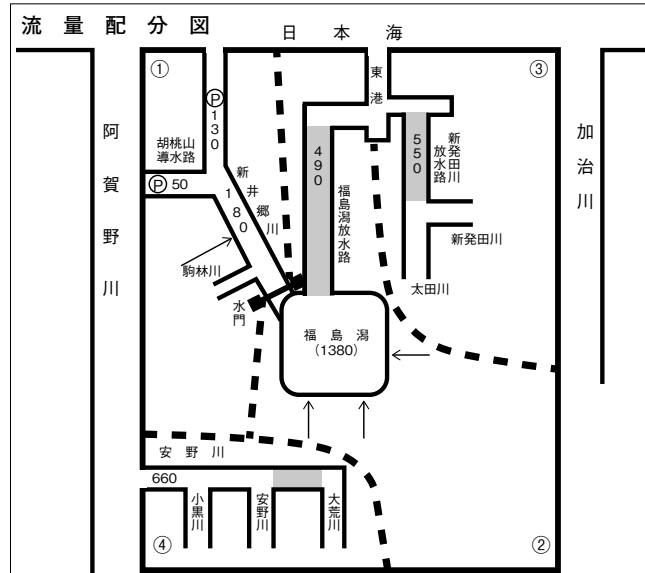 流量配分図
日本海
①
③
東港
Ⓟ130
胡桃山
導水路
Ⓟ 50
新井郷川
180
490
550
新発田川
放水路
福島潟放水路
阿賀野川
加治川
新発田川
駒林川
太田川
水門
福島潟
(1380)
安野川
660
小黒川
安野川
大荒川
④
②